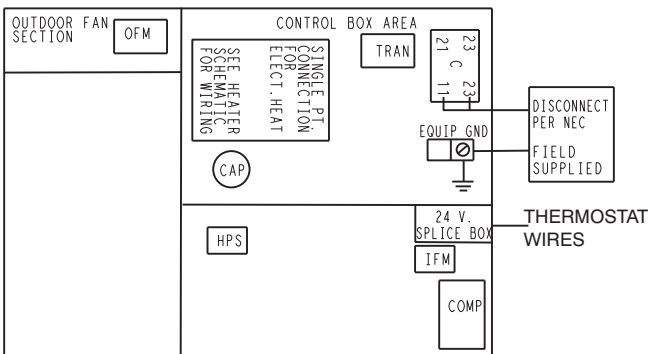 OUTDOOR FAN
SECTION
OFM
CONTROL BOX AREA
SINGLE PT.
CONNECTION
FOR
ELECT.HEAT
SEE HEATER
SCHEMATIC
FOR WIRING
TRAN
21 23
C
11 23
DISCONNECT
PER NEC
FIELD
SUPPLIED
EQUIP GND
CAP
24 V.
SPLICE BOX
THERMOSTAT
WIRES
HPS
IFM
COMP